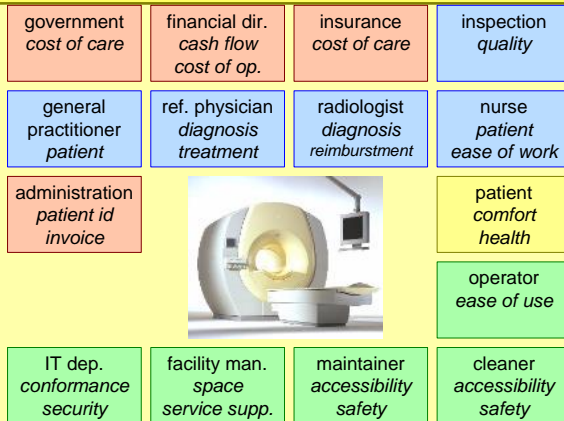 government
cost of care
financial dir.
cash flow
cost of op.
insurance
cost of care
inspection
quality
general
practitioner
patient
ref. physician
diagnosis
treatment
radiologist
diagnosis
reimburstment
nurse
patient
ease of work
administration
patient id
invoice
patient
comfort
health
operator
ease of use
IT dep.
conformance
security
facility man.
space
service supp.
maintainer
accessibility
safety
cleaner
accessibility
safety